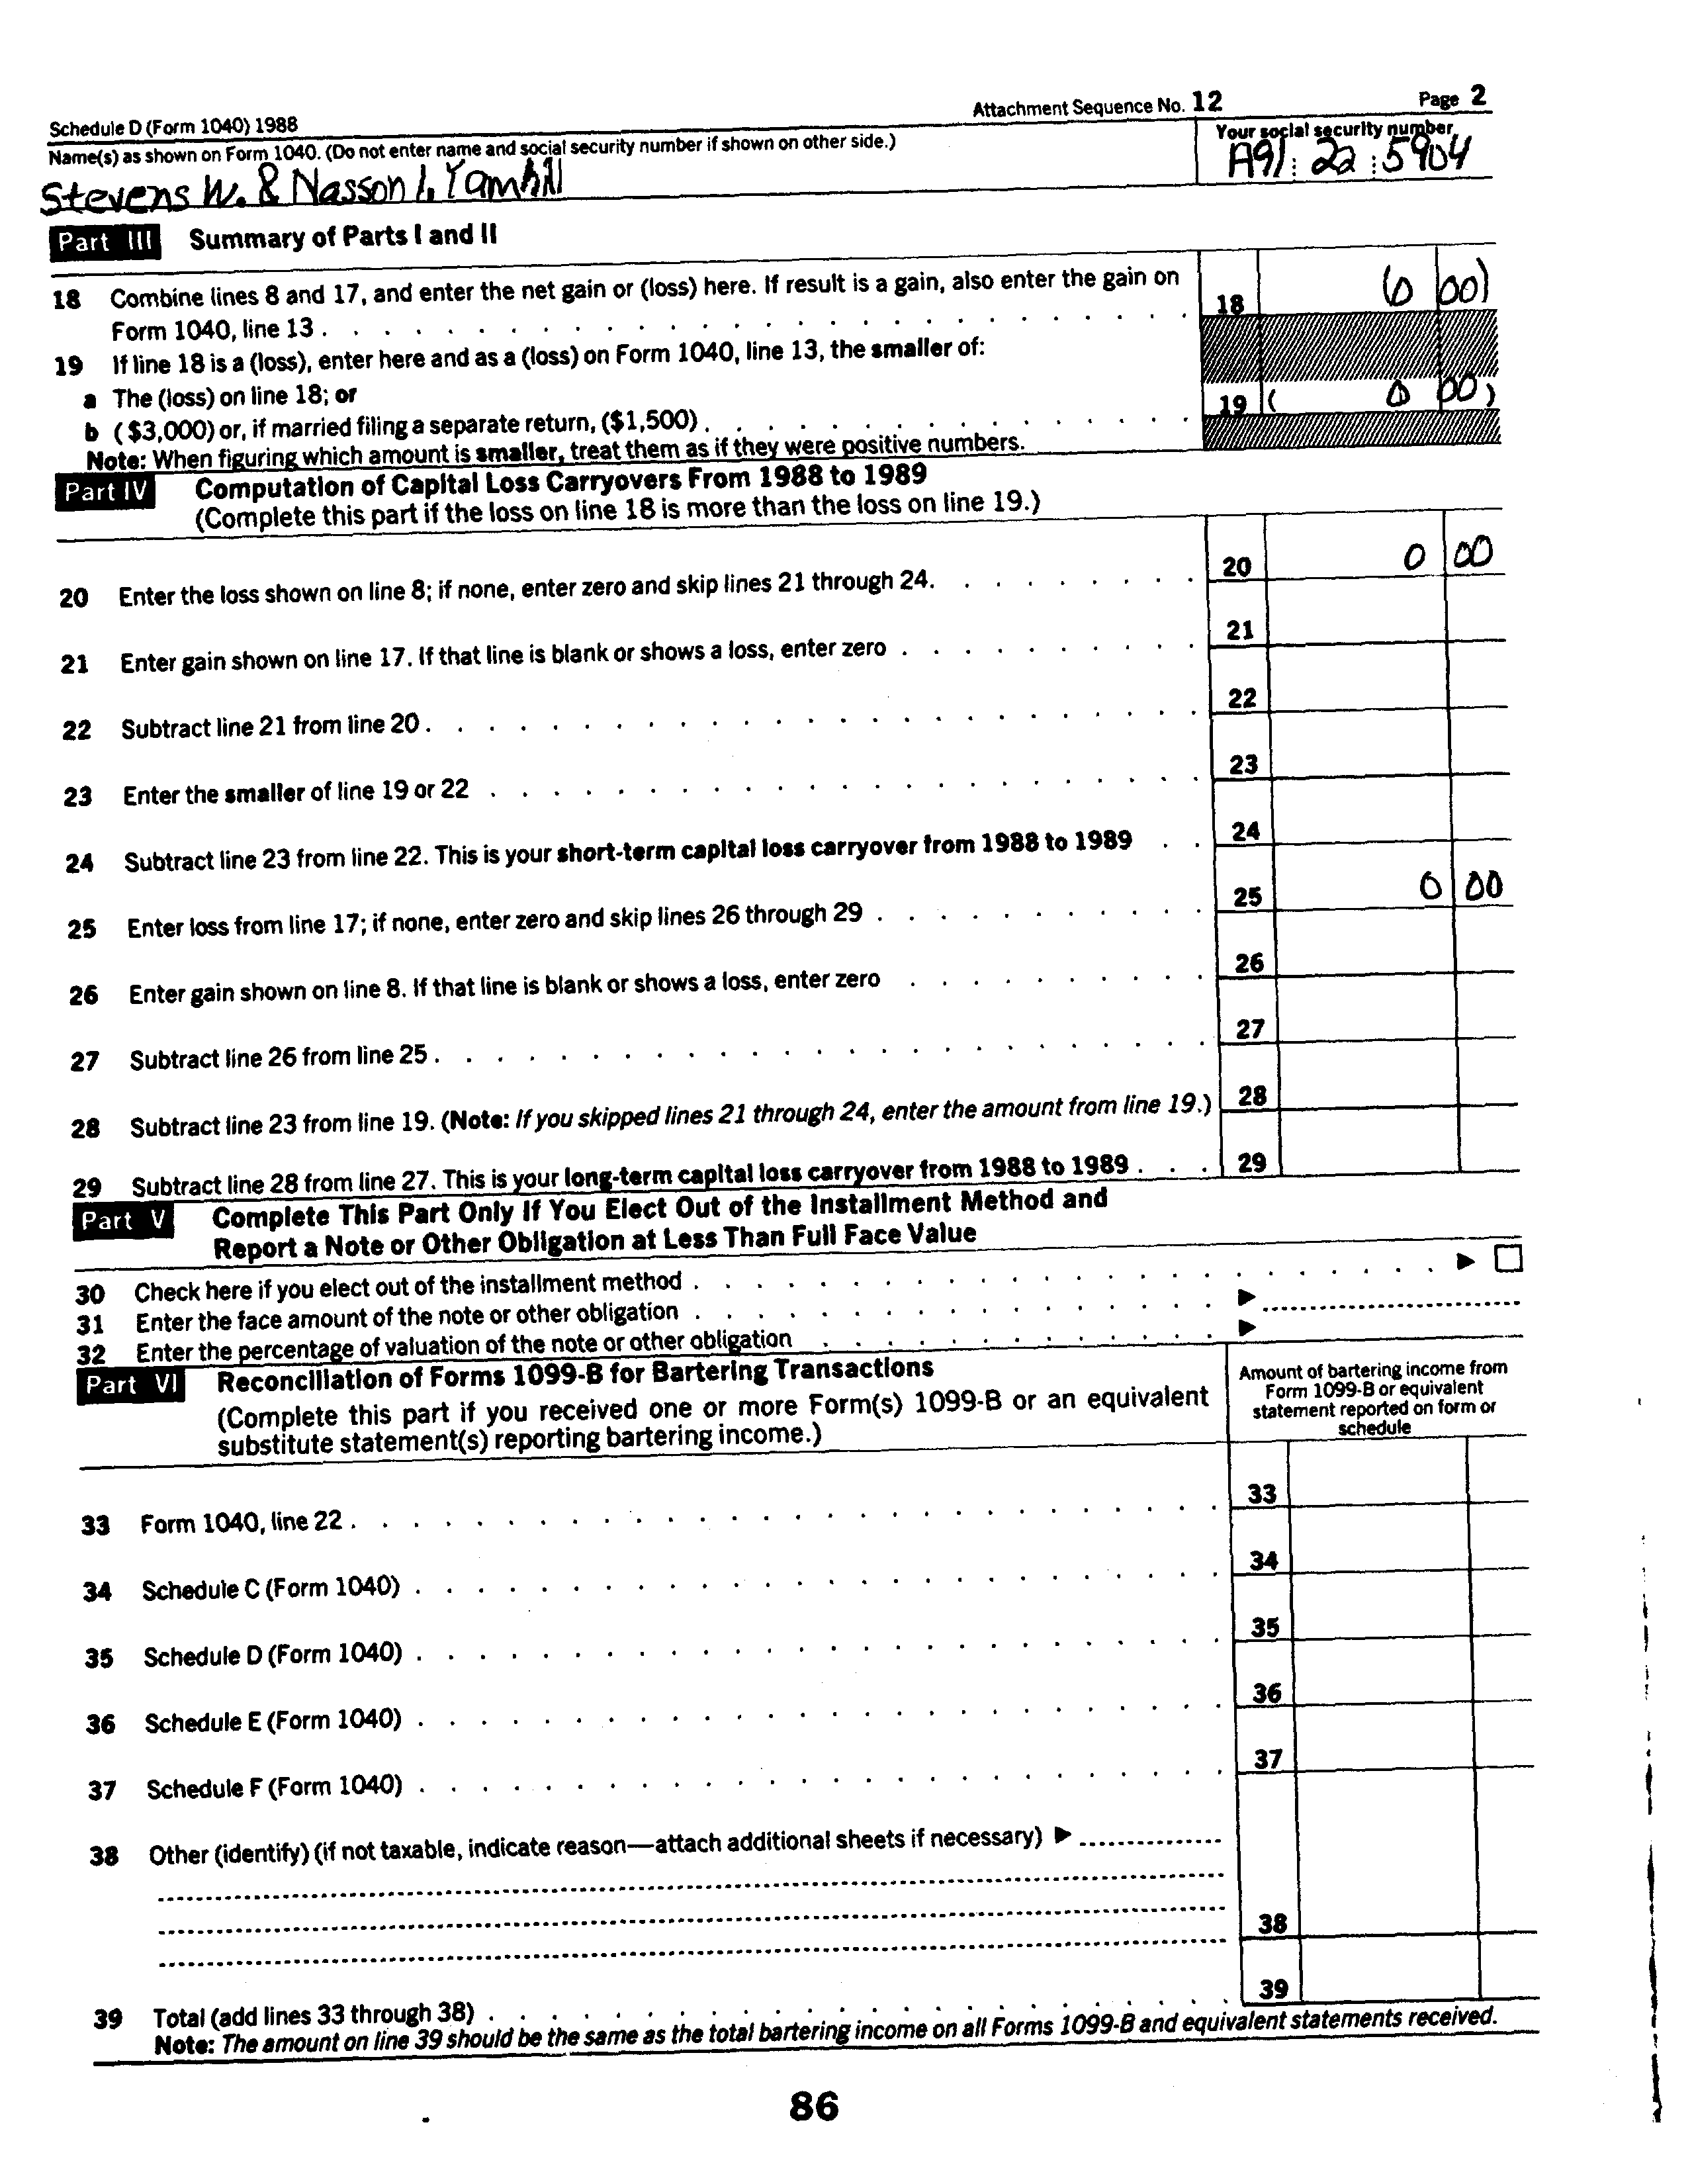 Schedule D (Form 1040) 1988
Attachment Sequence No. 12
Page 2
Name(s) as shown on Form 1040. (Do not enter name and social security number if shown on other side.)
Your social security number
Stevens W. & Nasson I. Yamhill
A91 : 22 : 5904
Part III Summary of Parts I and II
18 Combine lines 8 and 17, and enter the net gain or (loss) here. If result is a gain, also enter the gain on
Form 1040, line 13 18 (0 00)
19 If line 18 is a (loss), enter here and as a (loss) on Form 1040, line 13, the smaller of:
a The (loss) on line 18; or
b ($3,000) or, if married filing a separate return, ($1,500) 19 ( 0 00)
Note: When figuring which amount is smaller, treat them as if they were positive numbers.
Part IV Computation of Capital Loss Carryovers From 1988 to 1989
(Complete this part if the loss on line 18 is more than the loss on line 19.)
20 Enter the loss shown on line 8; if none, enter zero and skip lines 21 through 24. 20 0 00
21 Enter gain shown on line 17. If that line is blank or shows a loss, enter zero 21
22 Subtract line 21 from line 20 22
23 Enter the smaller of line 19 or 22 23
24 Subtract line 23 from line 22. This is your short-term capital loss carryover from 1988 to 1989 24
25 Enter loss from line 17; if none, enter zero and skip lines 26 through 29 25 0 00
26 Enter gain shown on line 8. If that line is blank or shows a loss, enter zero 26
27 Subtract line 26 from line 25 27
28 Subtract line 23 from line 19. (Note: If you skipped lines 21 through 24, enter the amount from line 19.) 28
29 Subtract line 28 from line 27. This is your long-term capital loss carryover from 1988 to 1989 29
Part V Complete This Part Only If You Elect Out of the Installment Method and
Report a Note or Other Obligation at Less Than Full Face Value
30 Check here if you elect out of the installment method ▶ ☐
31 Enter the face amount of the note or other obligation ▶
32 Enter the percentage of valuation of the note or other obligation ▶
Part VI Reconciliation of Forms 1099-B for Bartering Transactions
(Complete this part if you received one or more Form(s) 1099-B or an equivalent
substitute statement(s) reporting bartering income.)
Amount of bartering income from
Form 1099-B or equivalent
statement reported on form or
schedule
33 Form 1040, line 22 33
34 Schedule C (Form 1040) 34
35 Schedule D (Form 1040) 35
36 Schedule E (Form 1040) 36
37 Schedule F (Form 1040) 37
38 Other (identify) (if not taxable, indicate reason—attach additional sheets if necessary) ▶
38
39 Total (add lines 33 through 38) 39
Note: The amount on line 39 should be the same as the total bartering income on all Forms 1099-B and equivalent statements received.
86